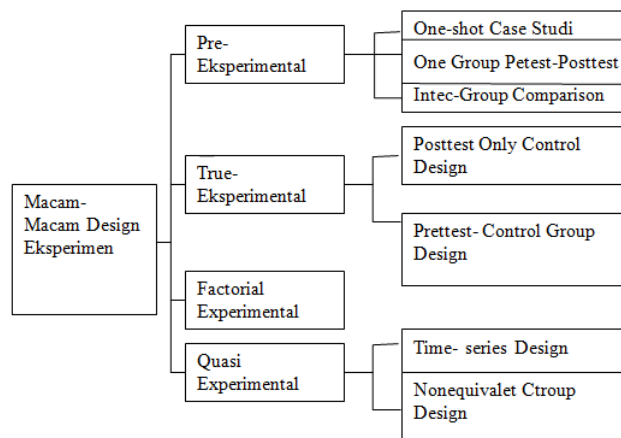 Macam-
Macam Design
Eksperimen
Pre-
Eksperimental
One-shot Case Studi
One Group Petest-Posttest
Intec-Group Comparison
True-
Eksperimental
Posttest Only Control
Design
Prettest- Control Group
Design
Factorial
Experimental
Quasi
Experimental
Time- series Design
Nonequivalet Ctroup
Design